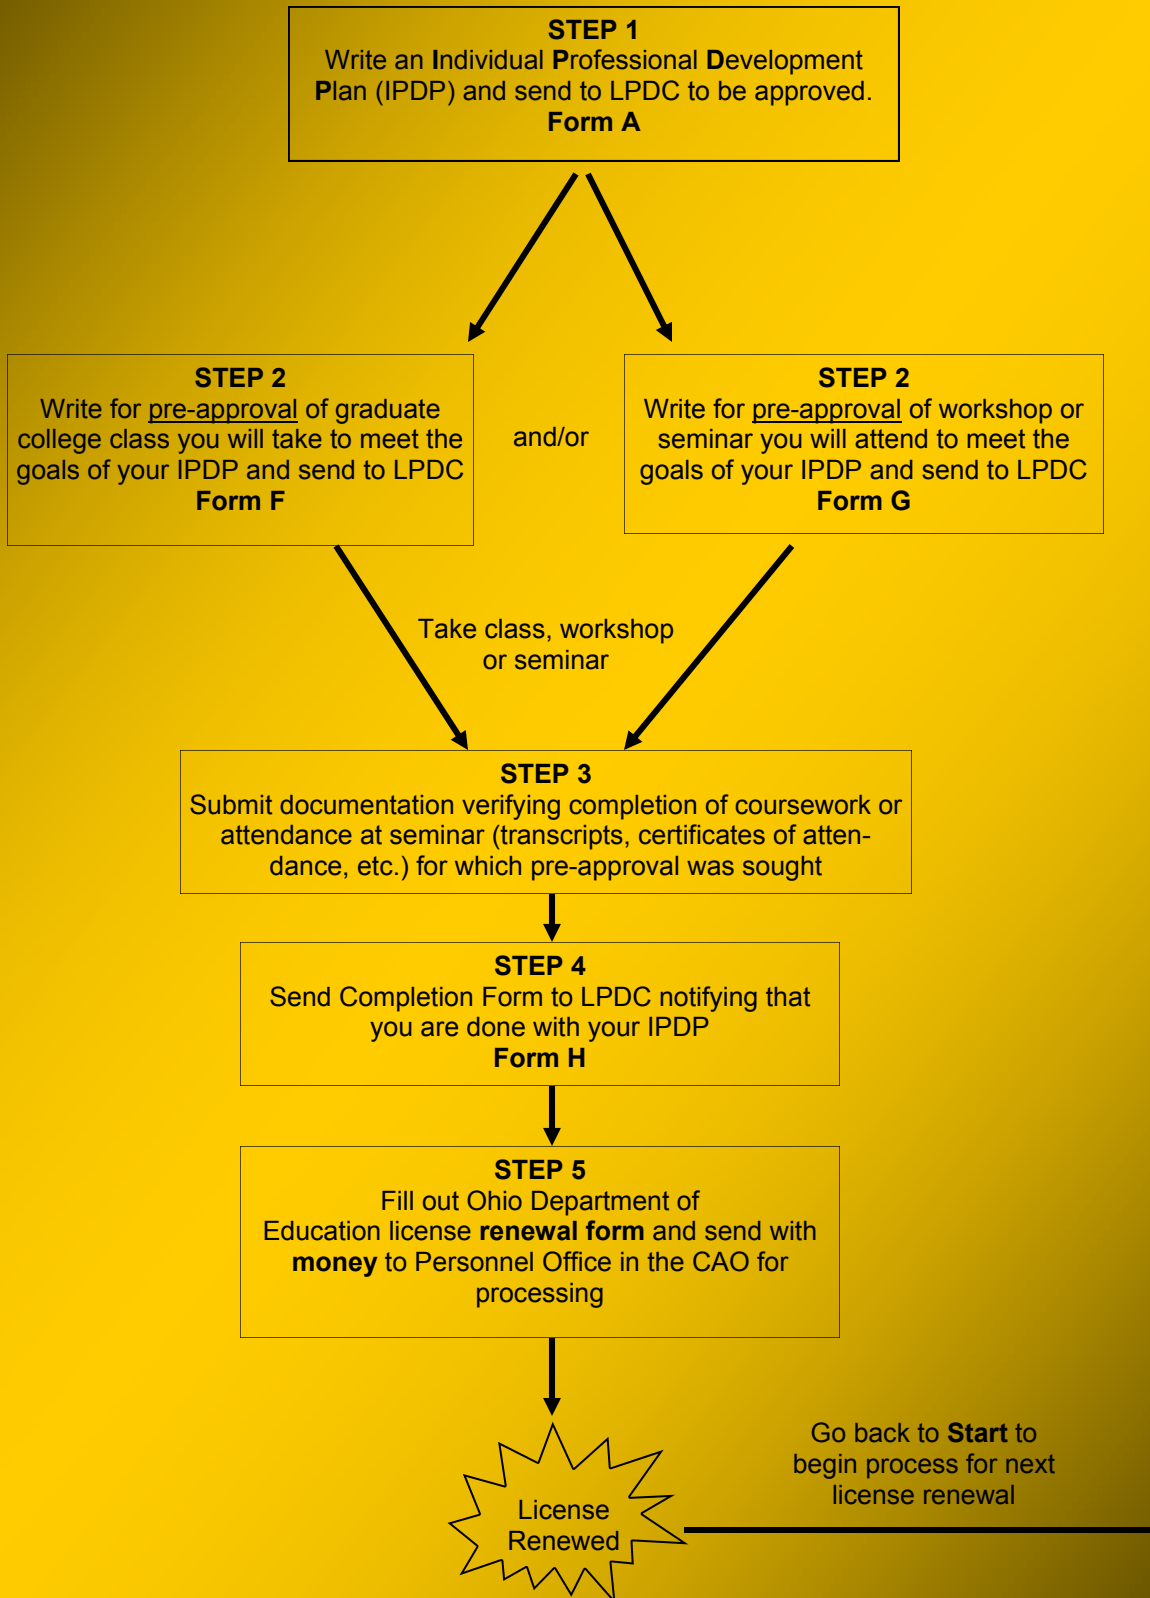 STEP 1
Write an Individual Professional Development
Plan (IPDP) and send to LPDC to be approved.
Form A
STEP 2
Write for pre-approval of graduate
college class you will take to meet the
goals of your IPDP and send to LPDC
Form F
and/or
STEP 2
Write for pre-approval of workshop or
seminar you will attend to meet the
goals of your IPDP and send to LPDC
Form G
Take class, workshop
or seminar
STEP 3
Submit documentation verifying completion of coursework or
attendance at seminar (transcripts, certificates of atten-
dance, etc.) for which pre-approval was sought
STEP 4
Send Completion Form to LPDC notifying that
you are done with your IPDP
Form H
STEP 5
Fill out Ohio Department of
Education license renewal form and send with
money to Personnel Office in the CAO for
processing
Go back to Start to
begin process for next
license renewal
License
Renewed